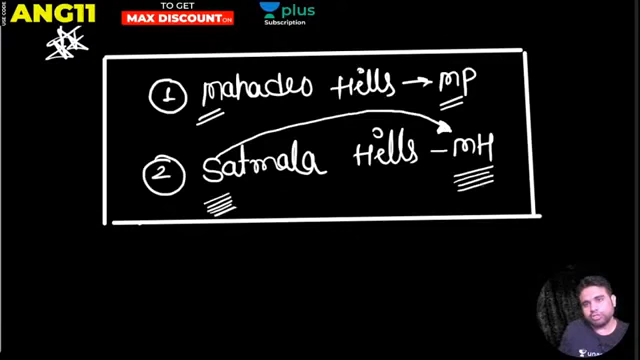 USE CODE
ANG11
TO GET
MAX DISCOUNT ON
plus
Subscription
1 Mahadeo Hills → MP
2 Satmala Hills - MH